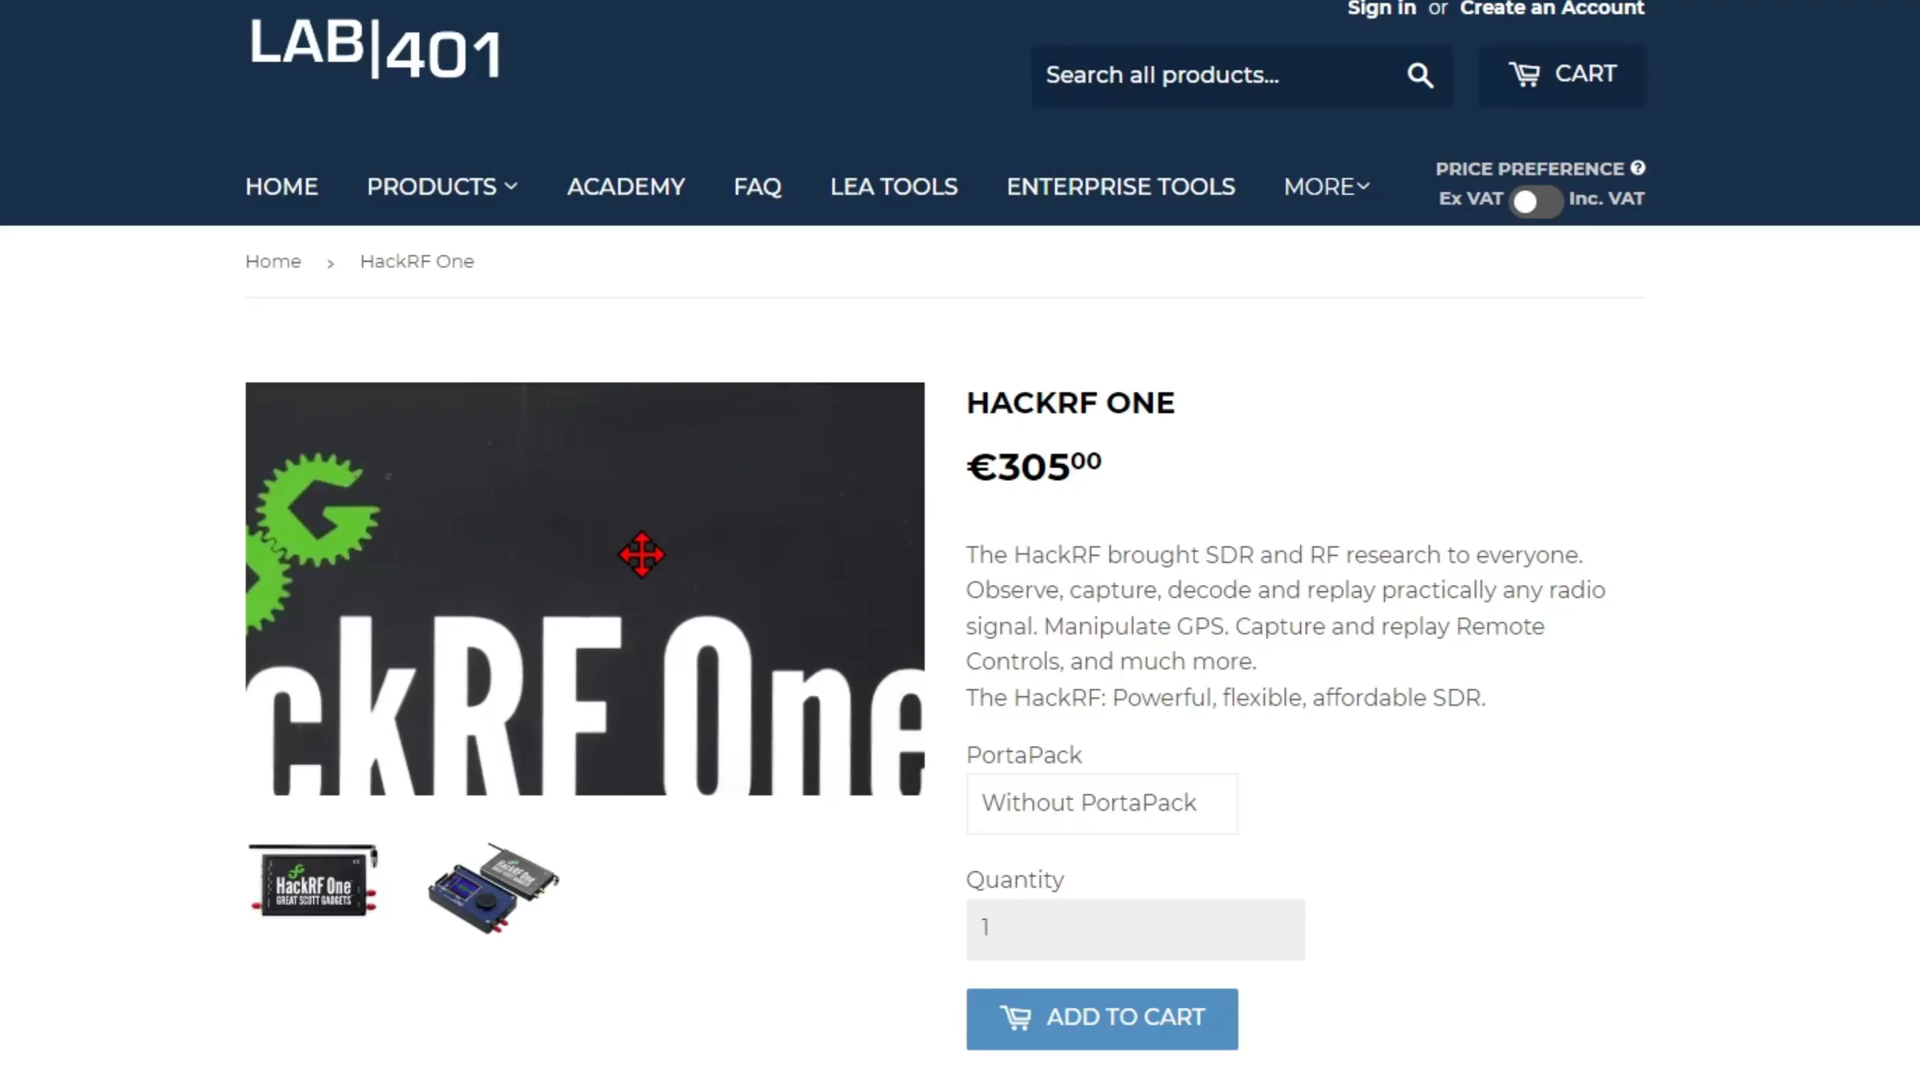 Sign in or Create an Account
LAB|401
Search all products...
CART
HOME
PRODUCTS
ACADEMY
FAQ
LEA TOOLS
ENTERPRISE TOOLS
MORE
PRICE PREFERENCE ?
Ex VAT
Inc. VAT
Home › HackRF One
ckRF One
HackRF One
GREAT SCOTT GADGETS
HackRF One
HACKRF ONE
€305⁰⁰
The HackRF brought SDR and RF research to everyone.
Observe, capture, decode and replay practically any radio
signal. Manipulate GPS. Capture and replay Remote
Controls, and much more.
The HackRF: Powerful, flexible, affordable SDR.
PortaPack
Without PortaPack
Quantity
1
ADD TO CART